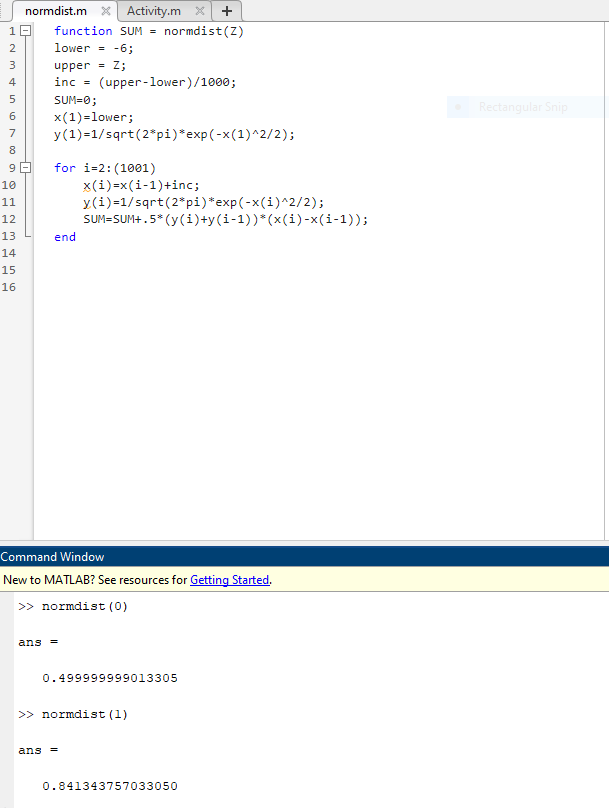 normdist.m × Activity.m × +
1 function SUM = normdist(Z)
2 lower = -6;
3 upper = Z;
4 inc = (upper-lower)/1000;
5 SUM=0;
Rectangular Snip
6 x(1)=lower;
7 y(1)=1/sqrt(2*pi)*exp(-x(1)^2/2);
8
9 for i=2:(1001)
10 x(i)=x(i-1)+inc;
11 y(i)=1/sqrt(2*pi)*exp(-x(i)^2/2);
12 SUM=SUM+.5*(y(i)+y(i-1))*(x(i)-x(i-1));
13 end
14
15
16
Command Window
New to MATLAB? See resources for Getting Started.
>> normdist(0)
ans =
0.499999999013305
>> normdist(1)
ans =
0.841343757033050